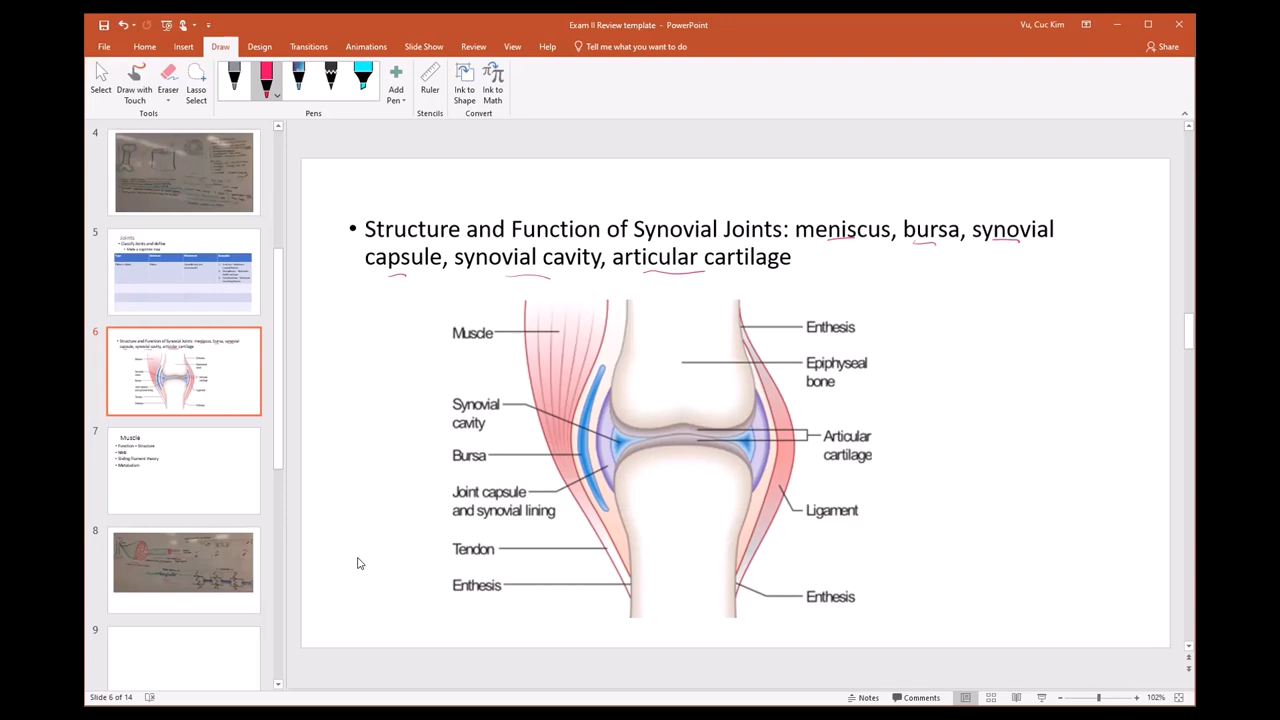 Exam II Review template - PowerPoint
Vu, Cuc Kim
File Home Insert Draw Design Transitions Animations Slide Show Review View Help Tell me what you want to do
Share
Select
Draw with
Touch
Eraser
Lasso
Select
Add
Pen
Ruler
Ink to
Shape
Ink to
Math
Tools
Pens
Stencils
Convert
4
5
Joints
• Classify Joints and define
6
7
Muscle
• Function + Structure
• NMJ
• Sliding filament theory
• Metabolism
8
9
• Structure and Function of Synovial Joints: meniscus, bursa, synovial
capsule, synovial cavity, articular cartilage
Muscle
Synovial
cavity
Bursa
Joint capsule
and synovial lining
Tendon
Enthesis
Enthesis
Epiphyseal
bone
Articular
cartilage
Ligament
Enthesis
Slide 6 of 14
Notes
Comments
102%